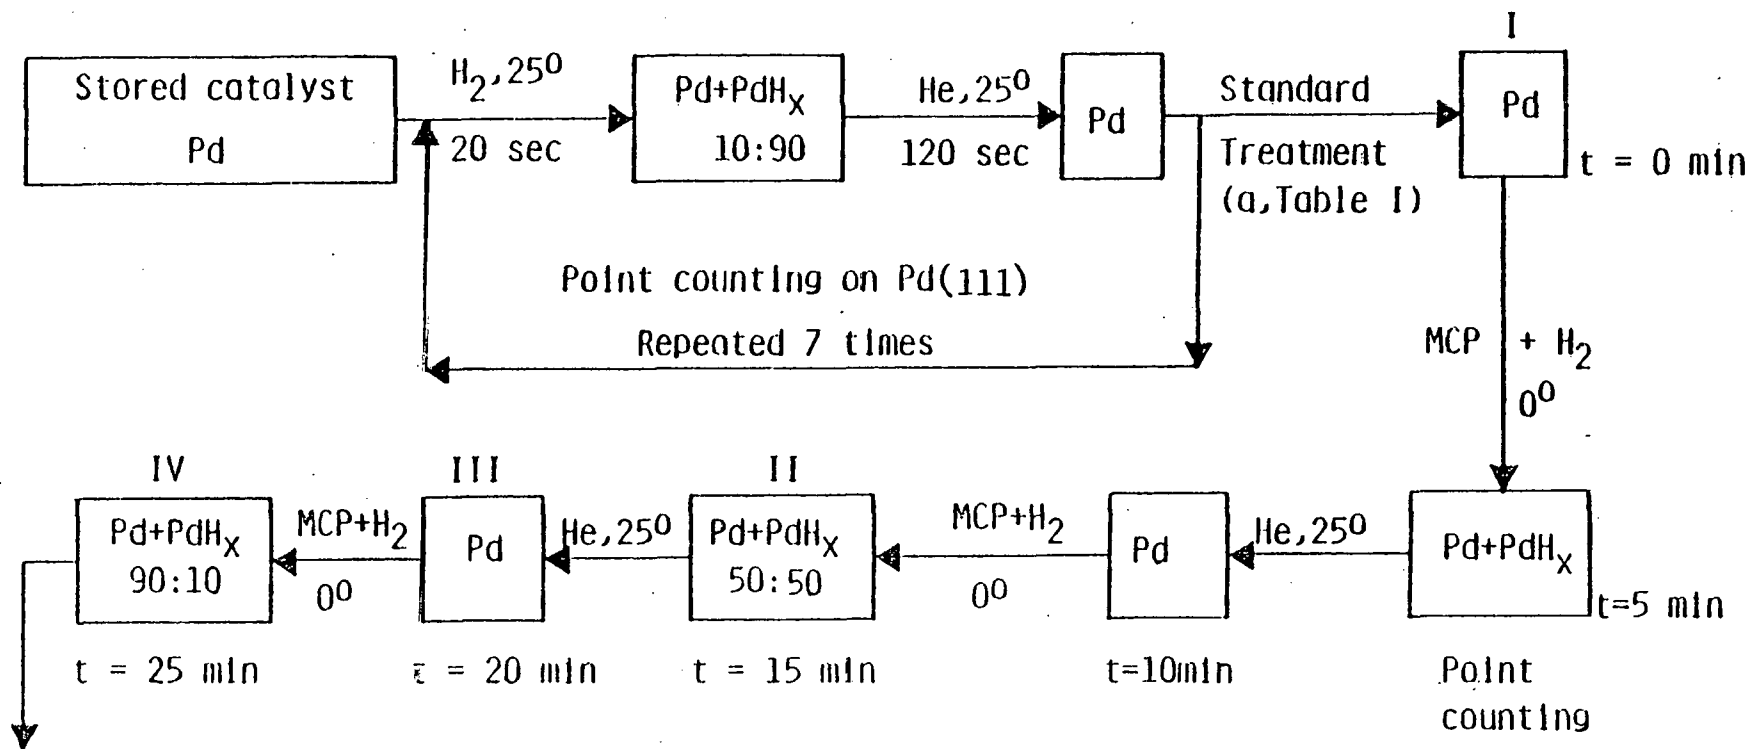 I
Stored catalyst
Pd
H2,25⁰
20 sec
Pd+PdHx
10:90
He,25⁰
120 sec
Pd
Standard
Treatment
(a,Table I)
Pd
t = 0 min
Point counting on Pd(111)
Repeated 7 times
MCP + H2
0⁰
IV
III
II
Pd+PdHx
90:10
MCP+H2
0⁰
Pd
He,25⁰
Pd+PdHx
50:50
MCP+H2
0⁰
Pd
He,25⁰
Pd+PdHx
t=5 min
t = 25 min
t = 20 min
t = 15 min
t=10min
Point
counting